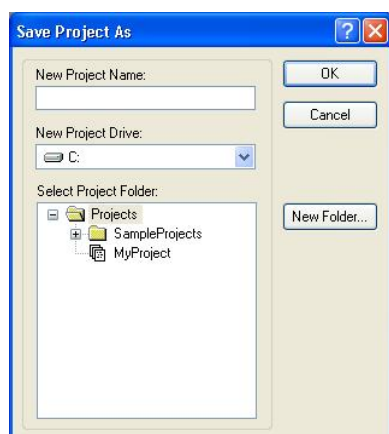 Save Project As
New Project Name:
OK
Cancel
New Project Drive:
C:
Select Project Folder:
Projects
SampleProjects
MyProject
New Folder...